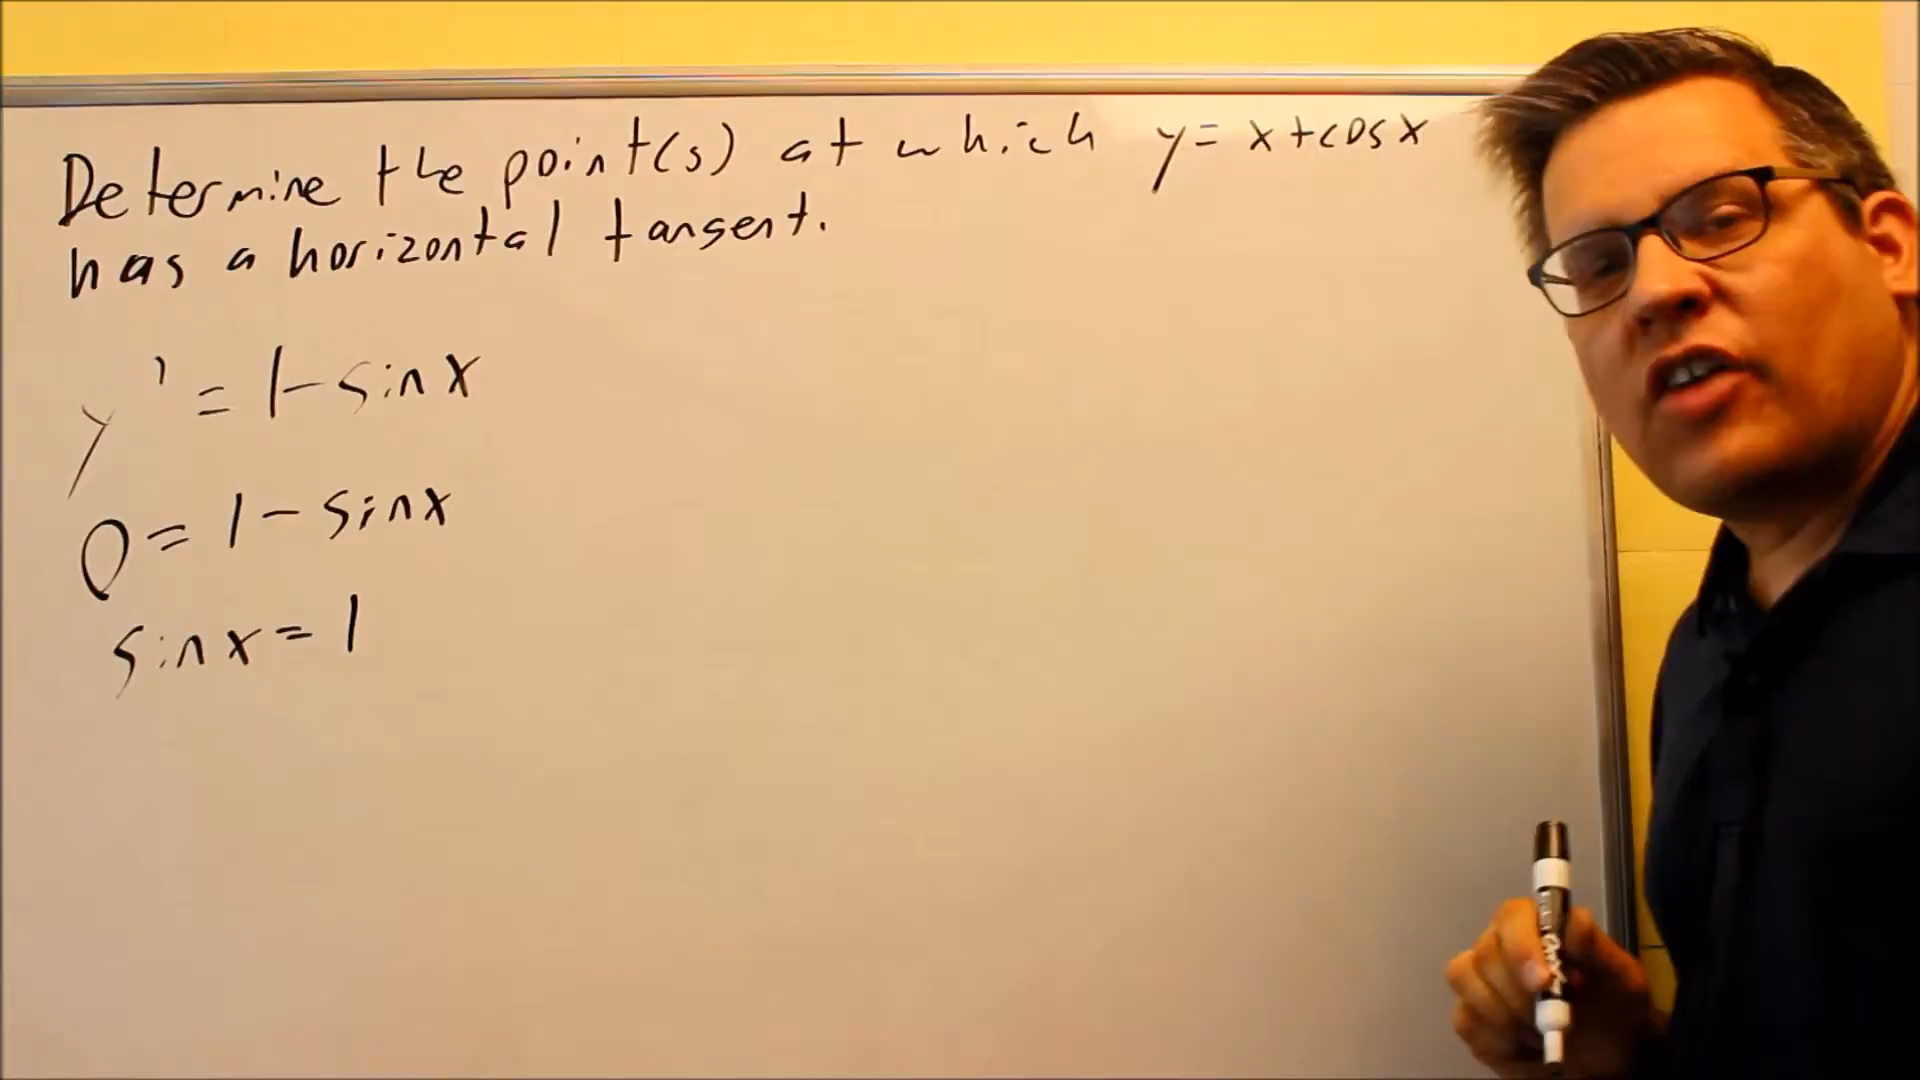 Determine the point(s) at which y = x + cos x
has a horizontal tangent.
y' = 1 - sin x
0 = 1 - sin x
sin x = 1